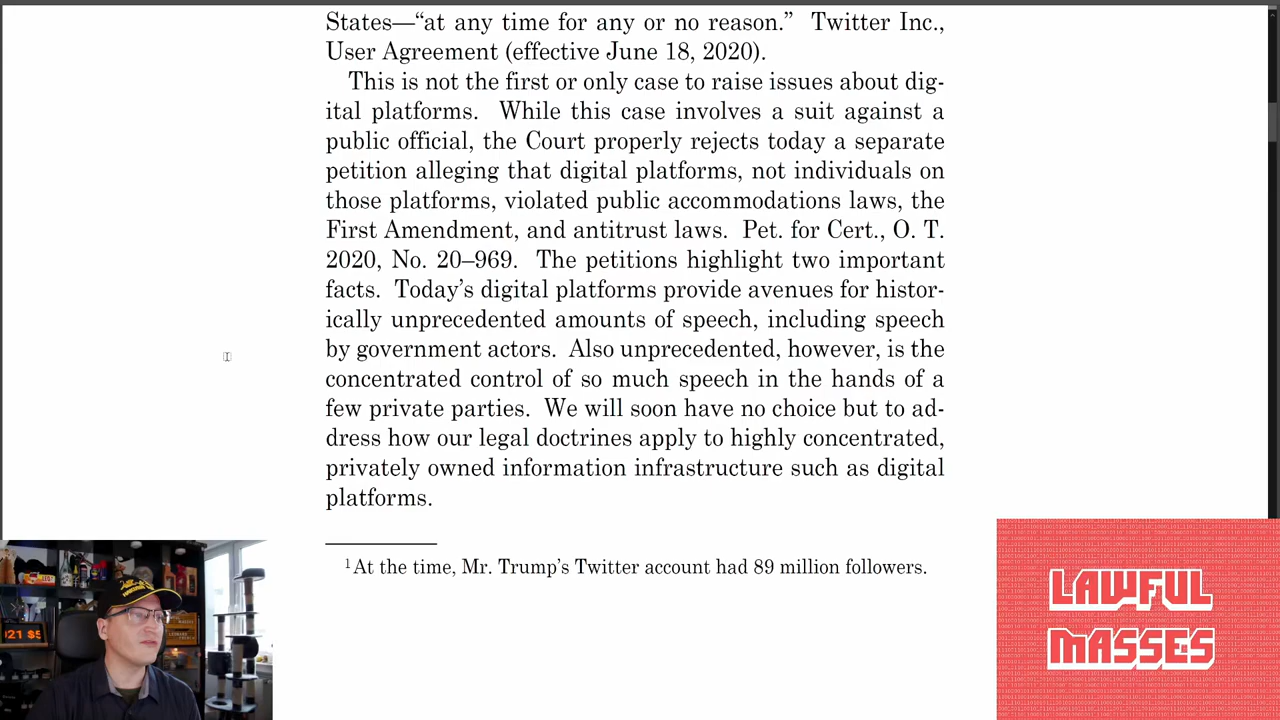 States—“at any time for any or no reason.” Twitter Inc.,
User Agreement (effective June 18, 2020).
This is not the first or only case to raise issues about dig-
ital platforms. While this case involves a suit against a
public official, the Court properly rejects today a separate
petition alleging that digital platforms, not individuals on
those platforms, violated public accommodations laws, the
First Amendment, and antitrust laws. Pet. for Cert., O. T.
2020, No. 20–969. The petitions highlight two important
facts. Today’s digital platforms provide avenues for histor-
ically unprecedented amounts of speech, including speech
by government actors. Also unprecedented, however, is the
concentrated control of so much speech in the hands of a
few private parties. We will soon have no choice but to ad-
dress how our legal doctrines apply to highly concentrated,
privately owned information infrastructure such as digital
platforms.
1 At the time, Mr. Trump’s Twitter account had 89 million followers.
LAWFUL
MASSES